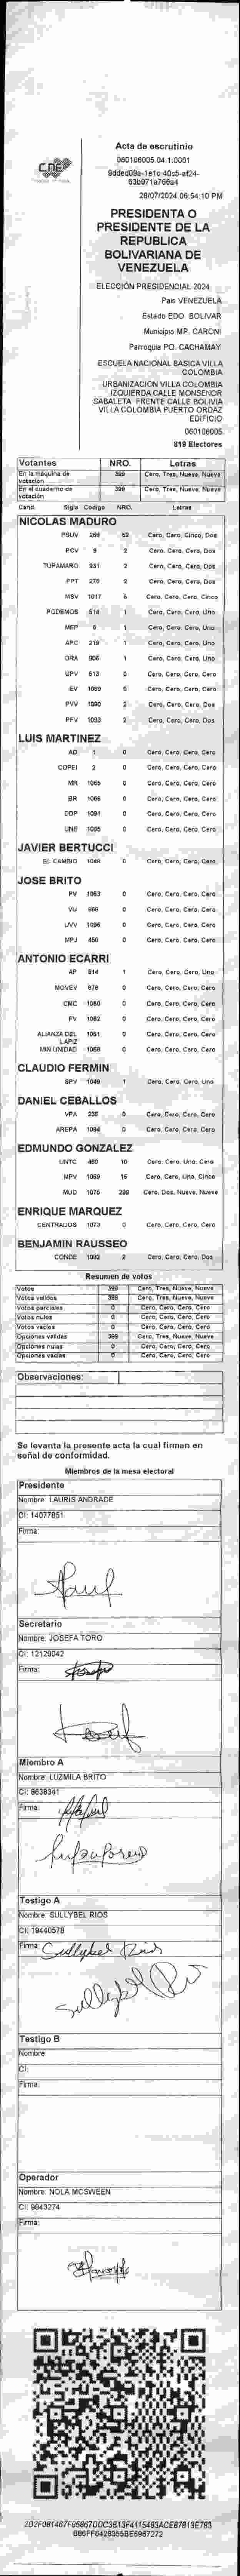 CNE
Acta de escrutinio
060106005.04.1.0001
63b971a766a4
28/07/2024 06:54:10 PM
PRESIDENTA O
PRESIDENTE DE LA
REPUBLICA
BOLIVARIANA DE
VENEZUELA
ELECCIÓN PRESIDENCIAL 2024
País VENEZUELA
Estado EDO. BOLIVAR
Municipio MP. CARONI
Parroquia PQ. CACHAMAY
ESCUELA NACIONAL BASICA VILLA
COLOMBIA
URBANIZACION VILLA COLOMBIA
IZQUIERDA CALLE MONSENOR
SABALETA. FRENTE CALLE BOLIVIA
VILLA COLOMBIA PUERTO ORDAZ
EDIFICIO
060106005
819 Electores
Votantes NRO. Letras
En la máquina de votación 399 Cero, Tres, Nueve, Nueve
En el cuaderno de votación 399 Cero, Tres, Nueve, Nueve
Cand. Sigla Codigo NRO. Letras
NICOLAS MADURO
PSUV 269 52 Cero, Cero, Cinco, Dos
PCV 9 2 Cero, Cero, Cero, Dos
TUPAMARO 931 2 Cero, Cero, Cero, Dos
PPT 276 2 Cero, Cero, Cero, Dos
MSV 1017 5 Cero, Cero, Cero, Cinco
PODEMOS 514 1 Cero, Cero, Cero, Uno
MEP 6 1 Cero, Cero, Cero, Uno
APC 219 1 Cero, Cero, Cero, Uno
ORA 906 1 Cero, Cero, Cero, Uno
UPV 513 0 Cero, Cero, Cero, Cero
EV 1089 0 Cero, Cero, Cero, Cero
PVV 1090 2 Cero, Cero, Cero, Dos
PFV 1093 2 Cero, Cero, Cero, Dos
LUIS MARTINEZ
AD 1 0 Cero, Cero, Cero, Cero
COPEI 2 0 Cero, Cero, Cero, Cero
MR 1065 0 Cero, Cero, Cero, Cero
BR 1066 0 Cero, Cero, Cero, Cero
DDP 1091 0 Cero, Cero, Cero, Cero
UNE 1095 0 Cero, Cero, Cero, Cero
JAVIER BERTUCCI
EL CAMBIO 1048 0 Cero, Cero, Cero, Cero
JOSE BRITO
PV 1053 0 Cero, Cero, Cero, Cero
VU 969 0 Cero, Cero, Cero, Cero
UVV 1096 0 Cero, Cero, Cero, Cero
MPJ 450 0 Cero, Cero, Cero, Cero
ANTONIO ECARRI
AP 914 1 Cero, Cero, Cero, Uno
MOVEV 976 0 Cero, Cero, Cero, Cero
CMC 1060 0 Cero, Cero, Cero, Cero
FV 1062 0 Cero, Cero, Cero, Cero
ALIANZA DEL LAPIZ 1051 0 Cero, Cero, Cero, Cero
MIN UNIDAD 1068 0 Cero, Cero, Cero, Cero
CLAUDIO FERMIN
SPV 1049 1 Cero, Cero, Cero, Uno
DANIEL CEBALLOS
VPA 236 0 Cero, Cero, Cero, Cero
AREPA 1094 0 Cero, Cero, Cero, Cero
EDMUNDO GONZALEZ
UNTC 460 10 Cero, Cero, Uno, Cero
MPV 1059 15 Cero, Cero, Uno, Cinco
MUD 1075 299 Cero, Dos, Nueve, Nueve
ENRIQUE MARQUEZ
CENTRADOS 1073 0 Cero, Cero, Cero, Cero
BENJAMIN RAUSSEO
CONDE 1092 2 Cero, Cero, Cero, Dos
Resumen de votos
Votos 399 Cero, Tres, Nueve, Nueve
Votos validos 399 Cero, Tres, Nueve, Nueve
Votos parciales 0 Cero, Cero, Cero, Cero
Votos nulos 0 Cero, Cero, Cero, Cero
Votos vacios 0 Cero, Cero, Cero, Cero
Opciones validas 399 Cero, Tres, Nueve, Nueve
Opciones nulas 0 Cero, Cero, Cero, Cero
Opciones vacias 0 Cero, Cero, Cero, Cero
Observaciones:
Se levanta la presente acta la cual firman en
señal de conformidad.
Miembros de la mesa electoral
Presidente
Nombre: LAURIS ANDRADE
CI: 14077851
Firma:
Secretario
Nombre: JOSEFA TORO
CI: 12129042
Firma:
Miembro A
Nombre: LUZMILA BRITO
CI: 8638341
Firma:
Testigo A
Nombre: SULLYBEL RIOS
CI: 19440578
Firma: Sullybel Rios
Sullybel Rios
Testigo B
Nombre:
CI:
Firma:
Operador
Nombre: NOLA MCSWEEN
CI: 9943274
Firma: